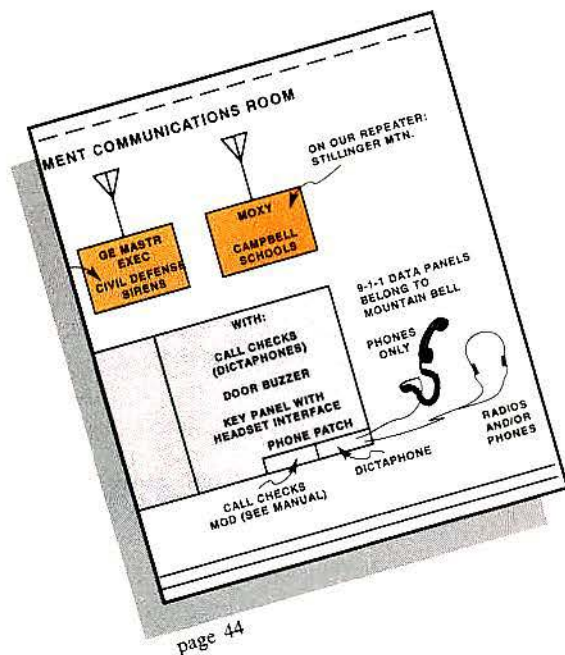 MENT COMMUNICATIONS ROOM
ON OUR REPEATER:
STILLINGER MTN.
GE MASTR
EXEC
CIVIL DEFENSE
SIRENS
MOXY
CAMPBELL
SCHOOLS
9-1-1 DATA PANELS
BELONG TO
MOUNTAIN BELL
PHONES
ONLY
WITH:
CALL CHECKS
(DICTAPHONES)
DOOR BUZZER
KEY PANEL WITH
HEADSET INTERFACE
PHONE PATCH
RADIOS
AND/OR
PHONES
DICTAPHONE
CALL CHECKS
MOD (SEE MANUAL)
page 44